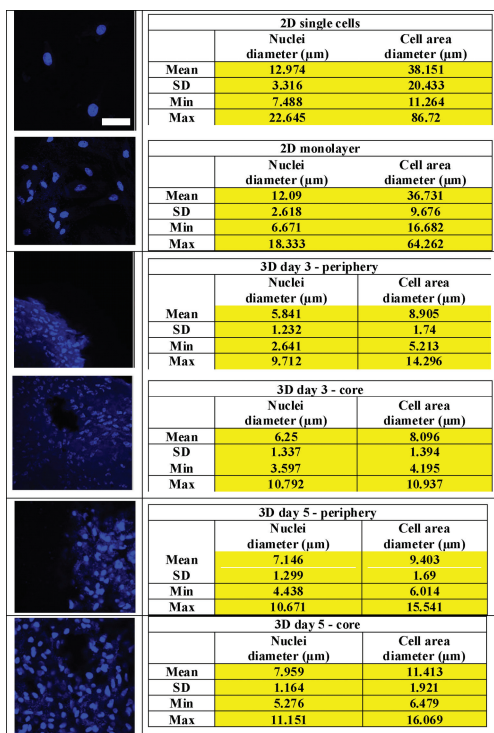 2D single cells
Nuclei Cell area
diameter (µm) diameter (µm)
Mean 12.974 38.151
SD 3.316 20.433
Min 7.488 11.264
Max 22.645 86.72
2D monolayer
Nuclei Cell area
diameter (µm) diameter (µm)
Mean 12.09 36.731
SD 2.618 9.676
Min 6.671 16.682
Max 18.333 64.262
3D day 3 - periphery
Nuclei Cell area
diameter (µm) diameter (µm)
Mean 5.841 8.905
SD 1.232 1.74
Min 2.641 5.213
Max 9.712 14.296
3D day 3 - core
Nuclei Cell area
diameter (µm) diameter (µm)
Mean 6.25 8.096
SD 1.337 1.394
Min 3.597 4.195
Max 10.792 10.937
3D day 5 - periphery
Nuclei Cell area
diameter (µm) diameter (µm)
Mean 7.146 9.403
SD 1.299 1.69
Min 4.438 6.014
Max 10.671 15.541
3D day 5 - core
Nuclei Cell area
diameter (µm) diameter (µm)
Mean 7.959 11.413
SD 1.164 1.921
Min 5.276 6.479
Max 11.151 16.069